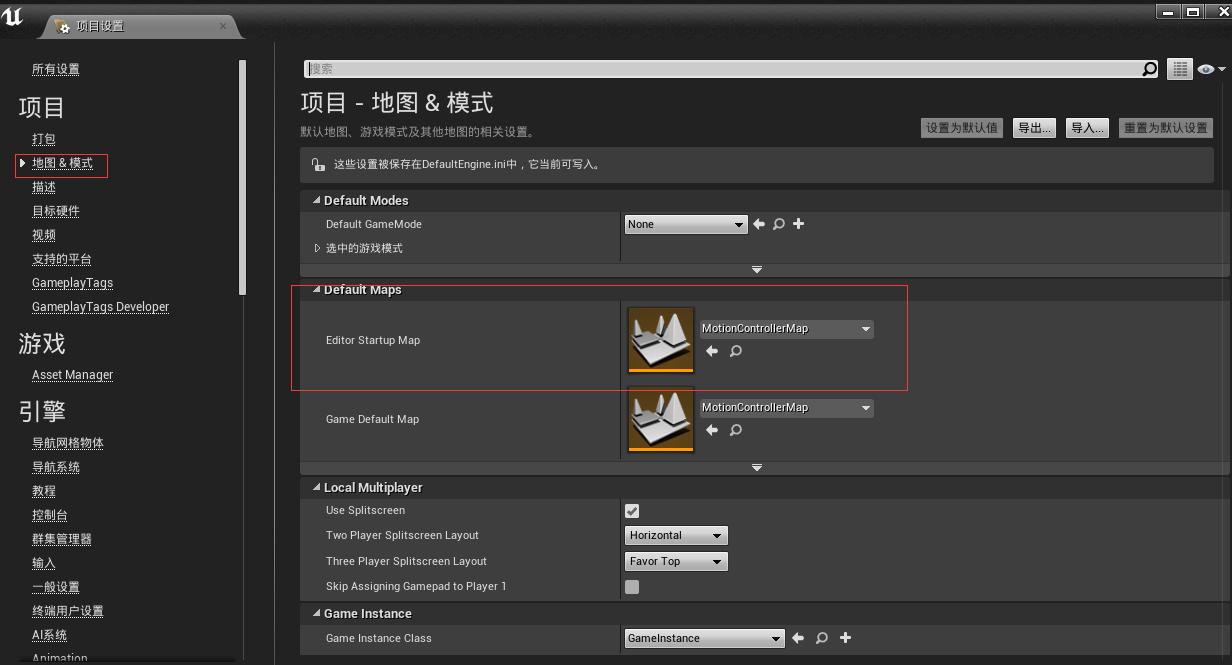 项目设置
所有设置
项目
打包
地图 & 模式
描述
目标硬件
视频
支持的平台
GameplayTags
GameplayTags Developer
游戏
Asset Manager
引擎
导航网格物体
导航系统
教程
控制台
群集管理器
输入
一般设置
终端用户设置
AI系统
Animation
搜索
项目 - 地图 & 模式
默认地图、游戏模式及其他地图的相关设置。
设置为默认值 导出... 导入... 重置为默认设置
这些设置被保存在DefaultEngine.ini中，它当前可写入。
Default Modes
Default GameMode None
选中的游戏模式
Default Maps
Editor Startup Map MotionControllerMap
Game Default Map MotionControllerMap
Local Multiplayer
Use Splitscreen
Two Player Splitscreen Layout Horizontal
Three Player Splitscreen Layout Favor Top
Skip Assigning Gamepad to Player 1
Game Instance
Game Instance Class GameInstance